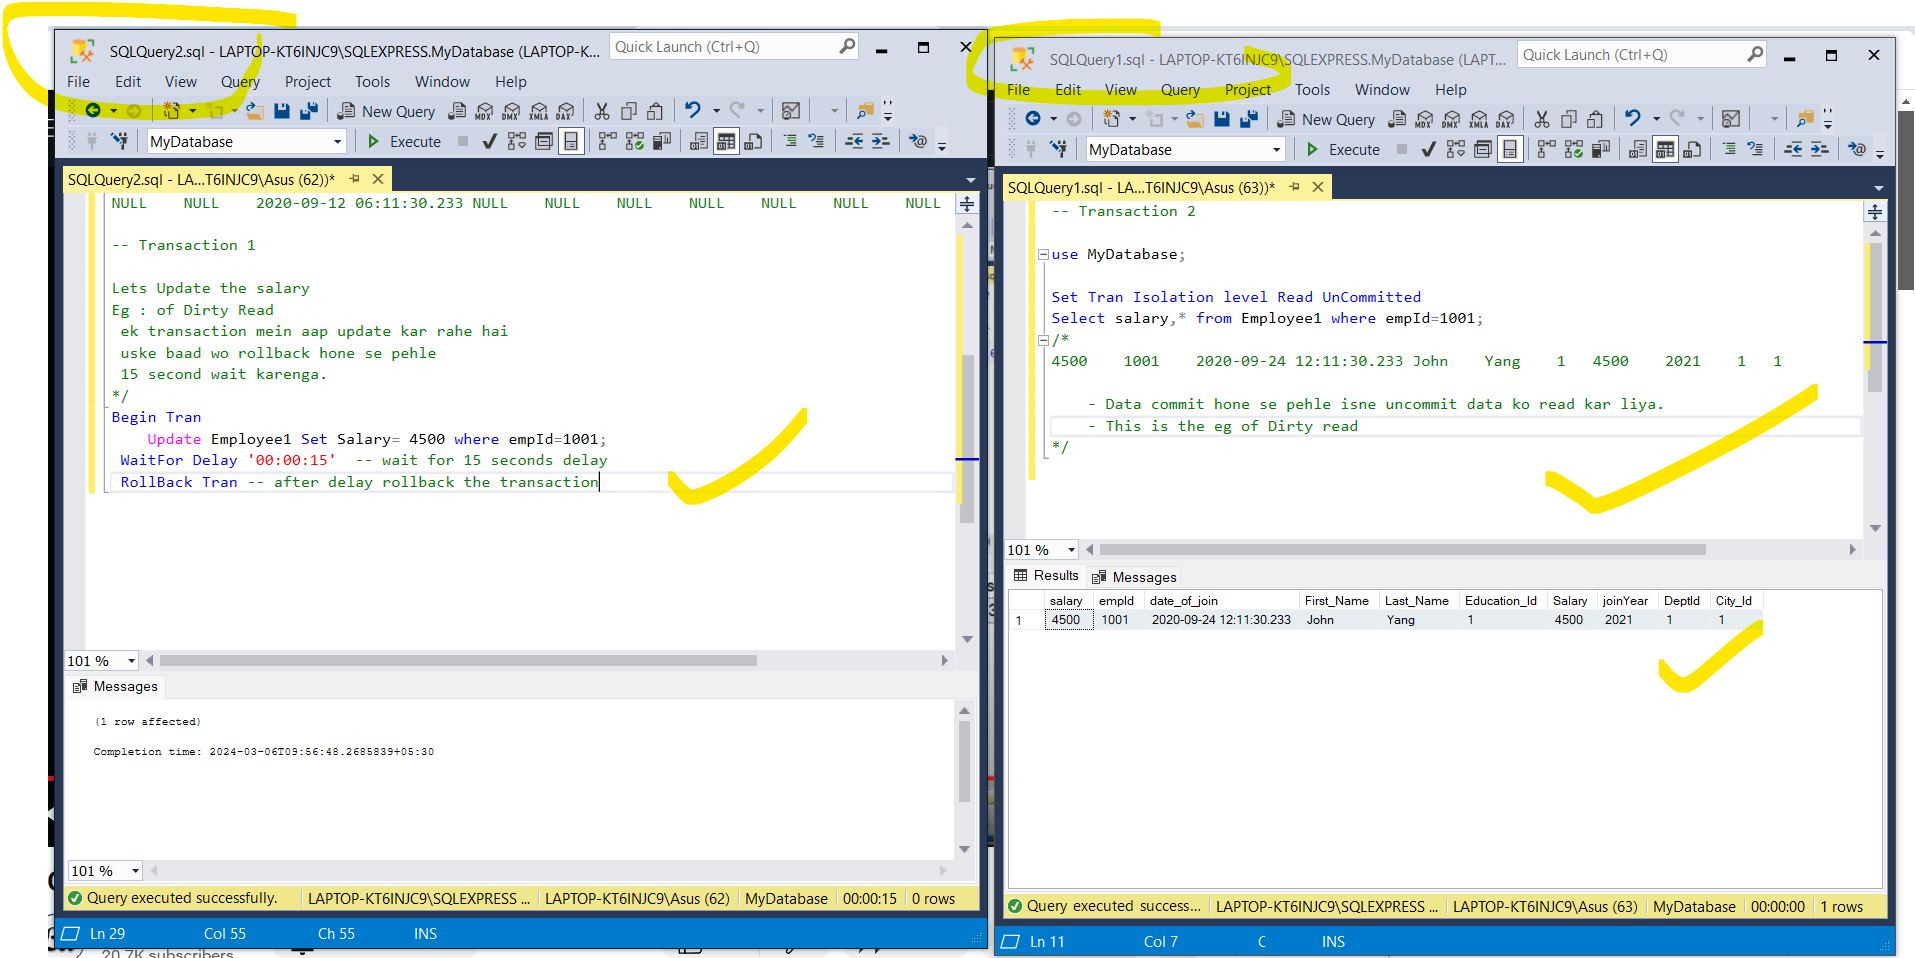 SQLQuery2.sql - LAPTOP-KT6INJC9\SQLEXPRESS.MyDatabase (LAPTOP-K...
Quick Launch (Ctrl+Q)
File Edit View Query Project Tools Window Help
New Query MDX DMX XMLA DAX
MyDatabase Execute
SQLQuery2.sql - LA...T6INJC9\Asus (62))*
NULL NULL 2020-09-12 06:11:30.233 NULL NULL NULL NULL NULL NULL NULL
-- Transaction 1
Lets Update the salary
Eg : of Dirty Read
ek transaction mein aap update kar rahe hai
uske baad wo rollback hone se pehle
15 second wait karenga.
*/
Begin Tran
Update Employee1 Set Salary= 4500 where empId=1001;
WaitFor Delay '00:00:15' -- wait for 15 seconds delay
RollBack Tran -- after delay rollback the transaction
101 %
Messages
(1 row affected)
Completion time: 2024-03-06T09:56:48.2685839+05:30
101 %
Query executed successfully. LAPTOP-KT6INJC9\SQLEXPRESS ... LAPTOP-KT6INJC9\Asus (62) MyDatabase 00:00:15 0 rows
Ln 29 Col 55 Ch 55 INS
20.7K subscribers
SQLQuery1.sql - LAPTOP-KT6INJC9\SQLEXPRESS.MyDatabase (LAPT...
Quick Launch (Ctrl+Q)
File Edit View Query Project Tools Window Help
New Query MDX DMX XMLA DAX
MyDatabase Execute
SQLQuery1.sql - LA...T6INJC9\Asus (63))*
-- Transaction 2
use MyDatabase;
Set Tran Isolation level Read UnCommitted
Select salary,* from Employee1 where empId=1001;
/*
4500 1001 2020-09-24 12:11:30.233 John Yang 1 4500 2021 1 1
- Data commit hone se pehle isne uncommit data ko read kar liya.
- This is the eg of Dirty read
*/
101 %
Results Messages
salary empId date_of_join First_Name Last_Name Education_Id Salary joinYear DeptId City_Id
1 4500 1001 2020-09-24 12:11:30.233 John Yang 1 4500 2021 1 1
Query executed success... LAPTOP-KT6INJC9\SQLEXPRESS ... LAPTOP-KT6INJC9\Asus (63) MyDatabase 00:00:00 1 rows
Ln 11 Col 7 C INS